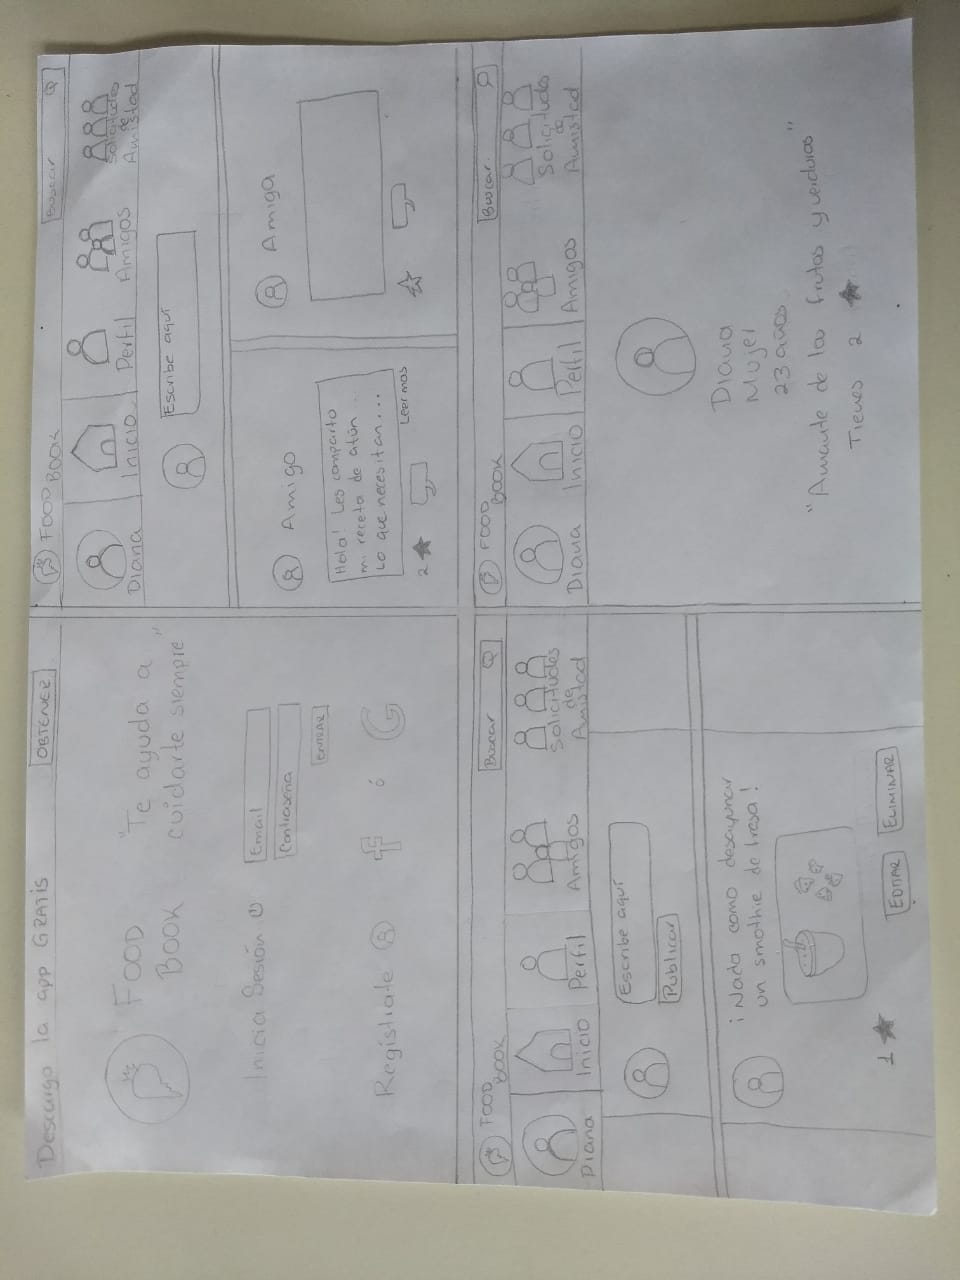 Descarga la app GRATIS
OBTENER
FOOD
BOOK
"Te ayuda a
cuidarte siempre"
Inicia Sesión
Email
Contraseña
ENTRAR
Regístrate
f
ó
G
FOOD
BOOK
Buscar
Diana
Inicio
Perfil
Amigos
Solicitudes
de
Amistad
Escribe aquí
Amigo
Hola! Les comparto
mi receta de atún...
Lo que necesitan...
Leer mas
2
Amiga
FOOD
BOOK
Buscar
Diana
Inicio
Perfil
Amigos
Solicitudes
de
Amistad
Escribe aquí
Publicar
¡Nada como desayunar
un smothie de fresa!
1
EDITAR
ELIMINAR
FOOD
BOOK
Buscar
Diana
Inicio
Perfil
Amigos
Solicitudes
de
Amistad
Diana
Mujer
23 años
"Amante de las frutas y verduras"
Tienes 2